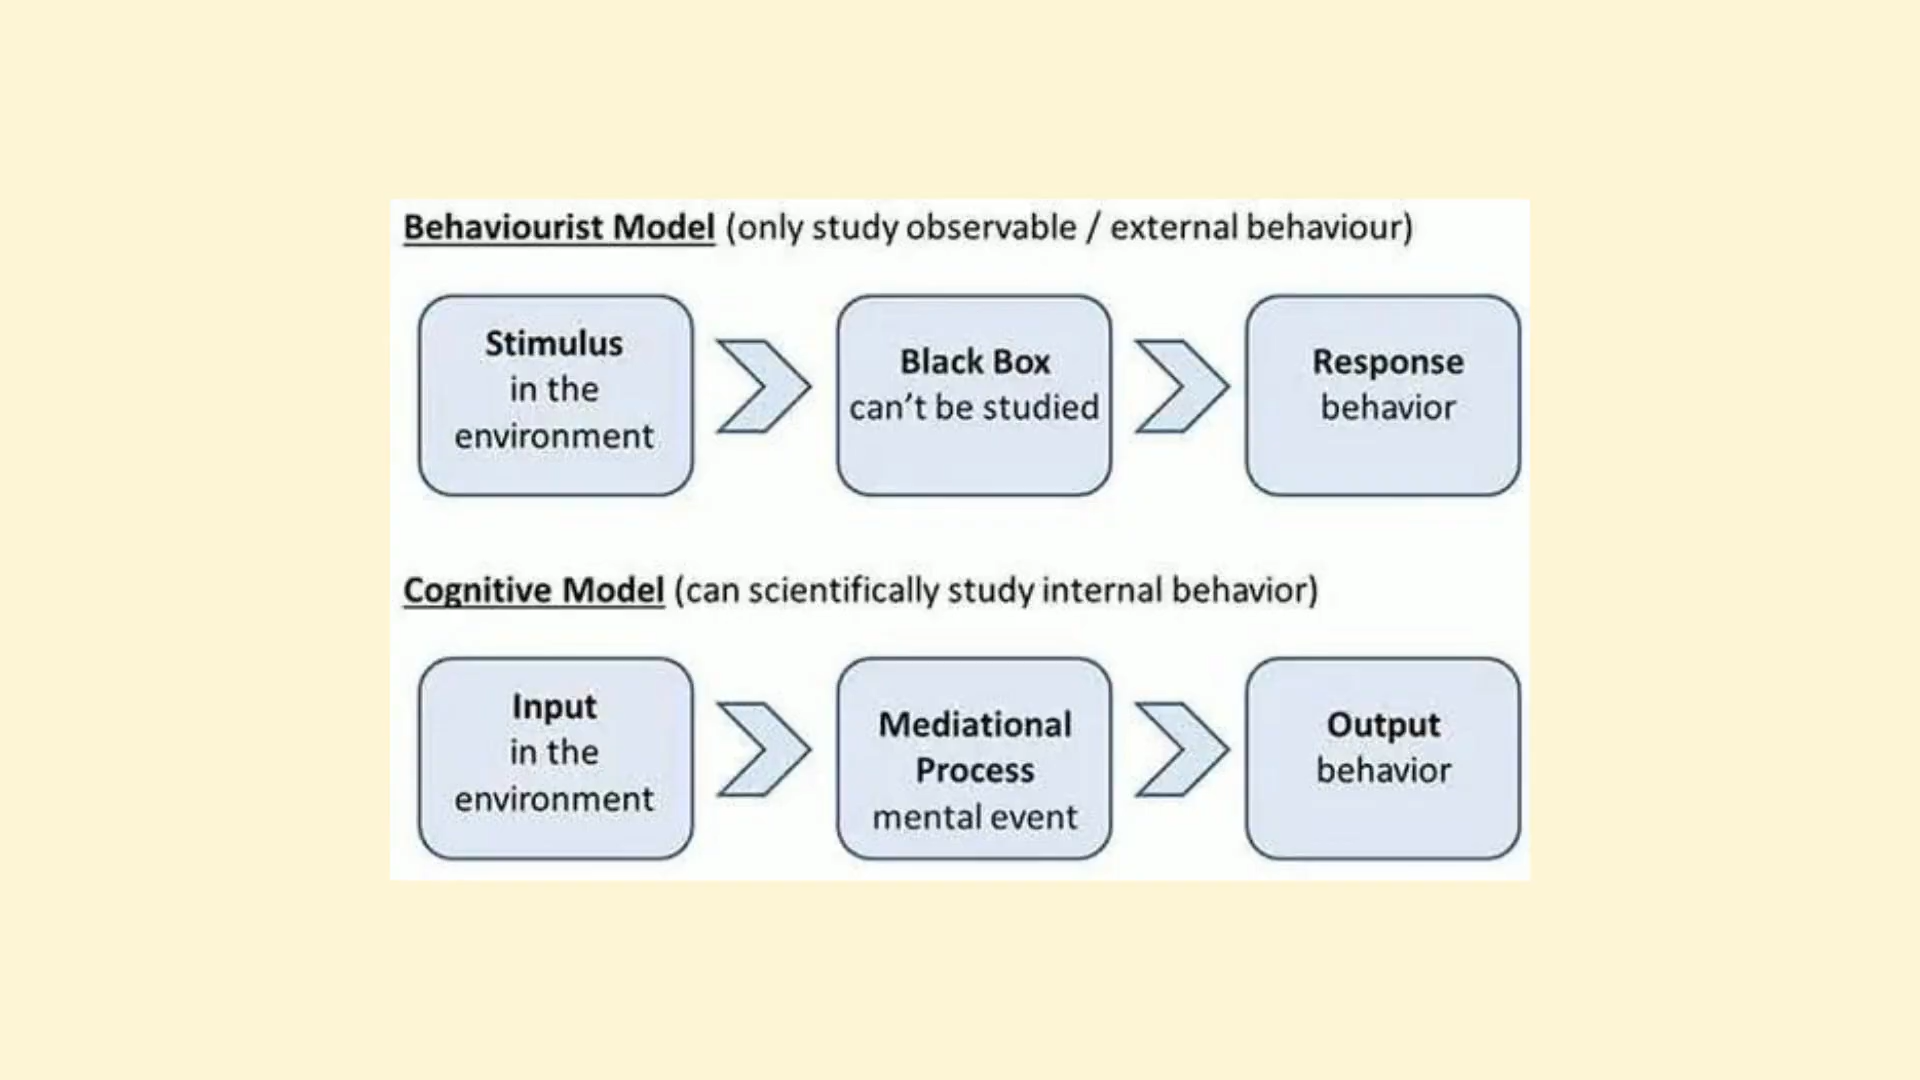 Behaviourist Model (only study observable / external behaviour)
Stimulus
in the
environment
Black Box
can't be studied
Response
behavior
Cognitive Model (can scientifically study internal behavior)
Input
in the
environment
Mediational
Process
mental event
Output
behavior